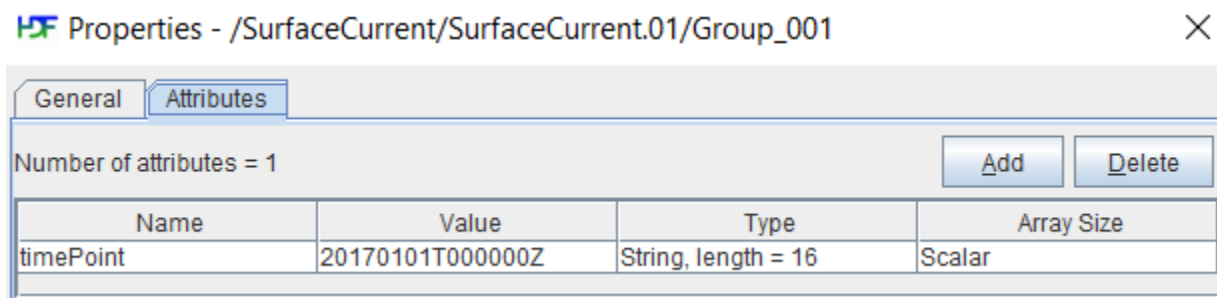 HDF Properties - /SurfaceCurrent/SurfaceCurrent.01/Group_001
General Attributes
Number of attributes = 1 Add Delete
Name Value Type Array Size
timePoint 20170101T000000Z String, length = 16 Scalar